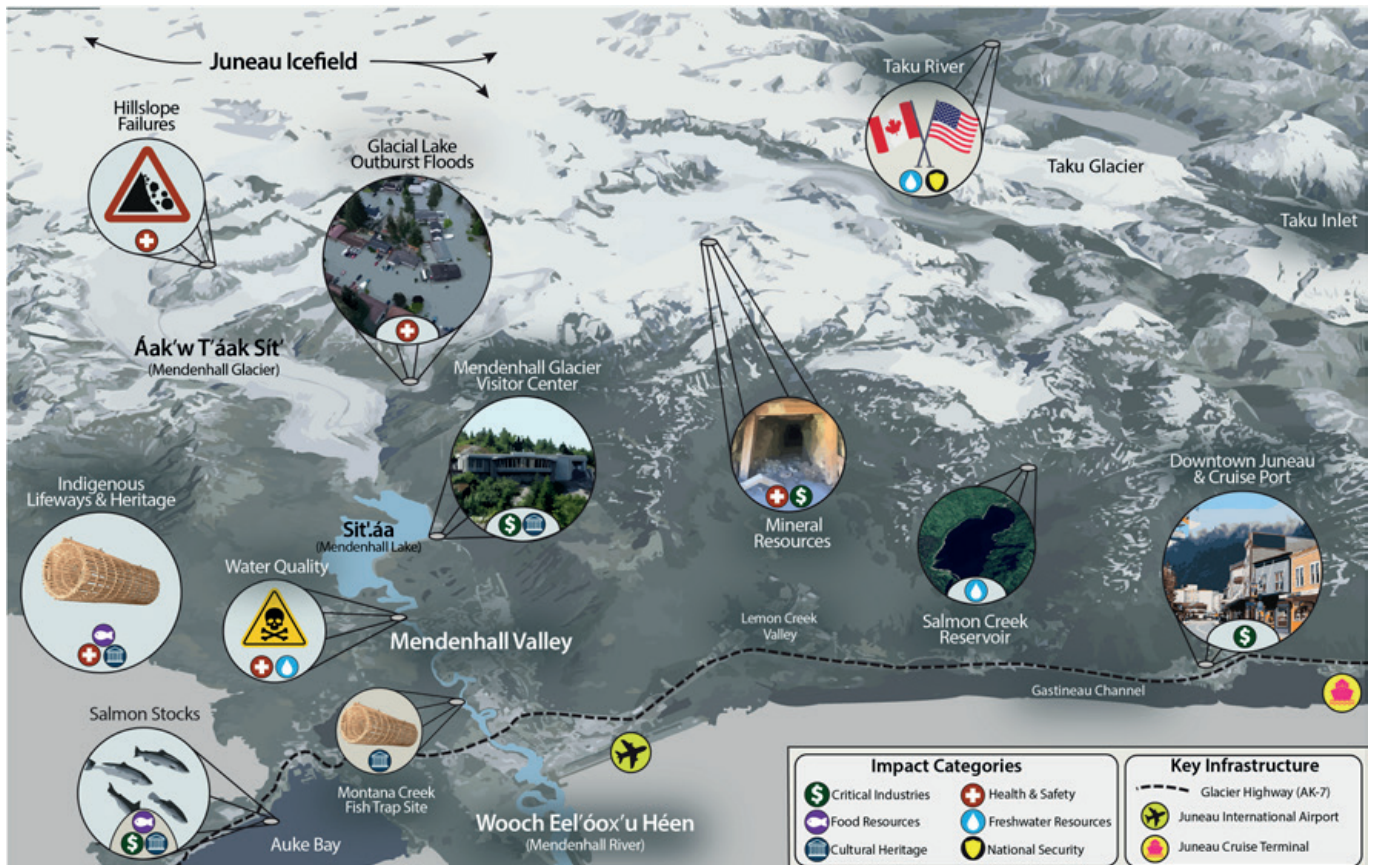 Juneau Icefield
Taku River
Hillslope
Failures
Glacial Lake
Outburst Floods
Taku Glacier
Taku Inlet
Áak'w T'áak Sít'
(Mendenhall Glacier)
Mendenhall Glacier
Visitor Center
Indigenous
Lifeways & Heritage
Downtown Juneau
& Cruise Port
Sit'áa
(Mendenhall Lake)
Mineral
Resources
Water Quality
Mendenhall Valley
Lemon Creek
Valley
Salmon Creek
Reservoir
Gastineau Channel
Salmon Stocks
Montana Creek
Fish Trap Site
Wooch Eel'óox'u Héen
(Mendenhall River)
Auke Bay
Impact Categories
$ Critical Industries
Health & Safety
Food Resources
Freshwater Resources
Cultural Heritage
National Security
Key Infrastructure
Glacier Highway (AK-7)
Juneau International Airport
Juneau Cruise Terminal